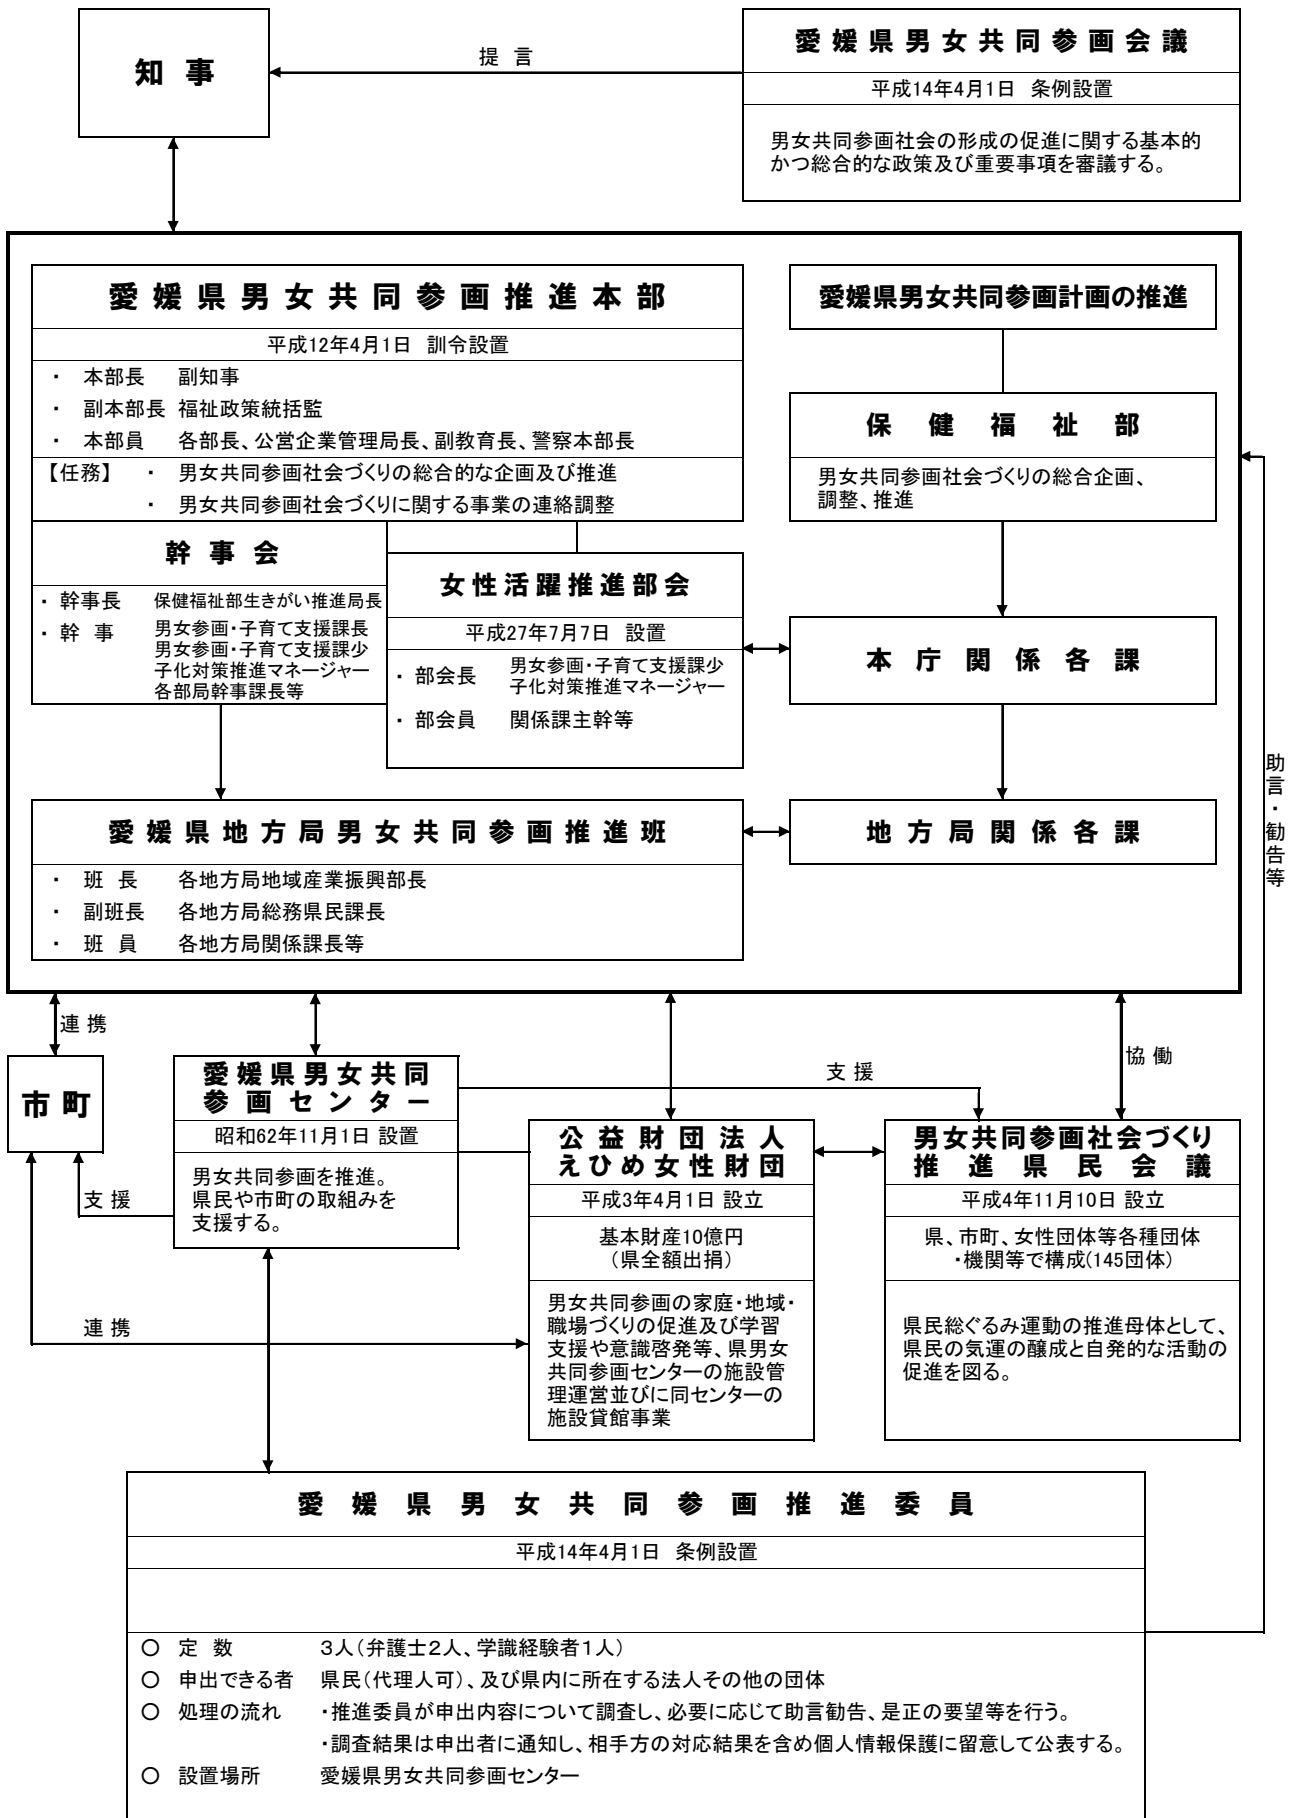 知事
提言
愛媛県男女共同参画会議
平成14年4月1日 条例設置
男女共同参画社会の形成の促進に関する基本的
かつ総合的な政策及び重要事項を審議する。
愛媛県男女共同参画推進本部
平成12年4月1日 訓令設置
・ 本部長 副知事
・ 副本部長 福祉政策統括監
・ 本部員 各部長、公営企業管理局長、副教育長、警察本部長
【任務】 ・ 男女共同参画社会づくりの総合的な企画及び推進
・ 男女共同参画社会づくりに関する事業の連絡調整
愛媛県男女共同参画計画の推進
保健福祉部
男女共同参画社会づくりの総合企画、
調整、推進
幹事会
・ 幹事長 保健福祉部生きがい推進局長
・ 幹 事 男女参画・子育て支援課長
男女参画・子育て支援課少
子化対策推進マネージャー
各部局幹事課長等
女性活躍推進部会
平成27年7月7日 設置
・ 部会長 男女参画・子育て支援課少
子化対策推進マネージャー
・ 部会員 関係課主幹等
本庁関係各課
愛媛県地方局男女共同参画推進班
・ 班 長 各地方局地域産業振興部長
・ 副班長 各地方局総務県民課長
・ 班 員 各地方局関係課長等
地方局関係各課
助言・勧告等
連携
市町
支援
連携
愛媛県男女共同
参画センター
昭和62年11月1日 設置
男女共同参画を推進。
県民や市町の取組みを
支援する。
支援
協働
公益財団法人
えひめ女性財団
平成3年4月1日 設立
基本財産10億円
(県全額出捐)
男女共同参画の家庭・地域・
職場づくりの促進及び学習
支援や意識啓発等、県男女
共同参画センターの施設管
理運営並びに同センターの
施設貸館事業
男女共同参画社会づくり
推進県民会議
平成4年11月10日 設立
県、市町、女性団体等各種団体
・機関等で構成(145団体)
県民総ぐるみ運動の推進母体として、
県民の気運の醸成と自発的な活動の
促進を図る。
愛媛県男女共同参画推進委員
平成14年4月1日 条例設置
○ 定 数 3人(弁護士2人、学識経験者1人)
○ 申出できる者 県民(代理人可)、及び県内に所在する法人その他の団体
○ 処理の流れ ・推進委員が申出内容について調査し、必要に応じて助言勧告、是正の要望等を行う。
・調査結果は申出者に通知し、相手方の対応結果を含め個人情報保護に留意して公表する。
○ 設置場所 愛媛県男女共同参画センター